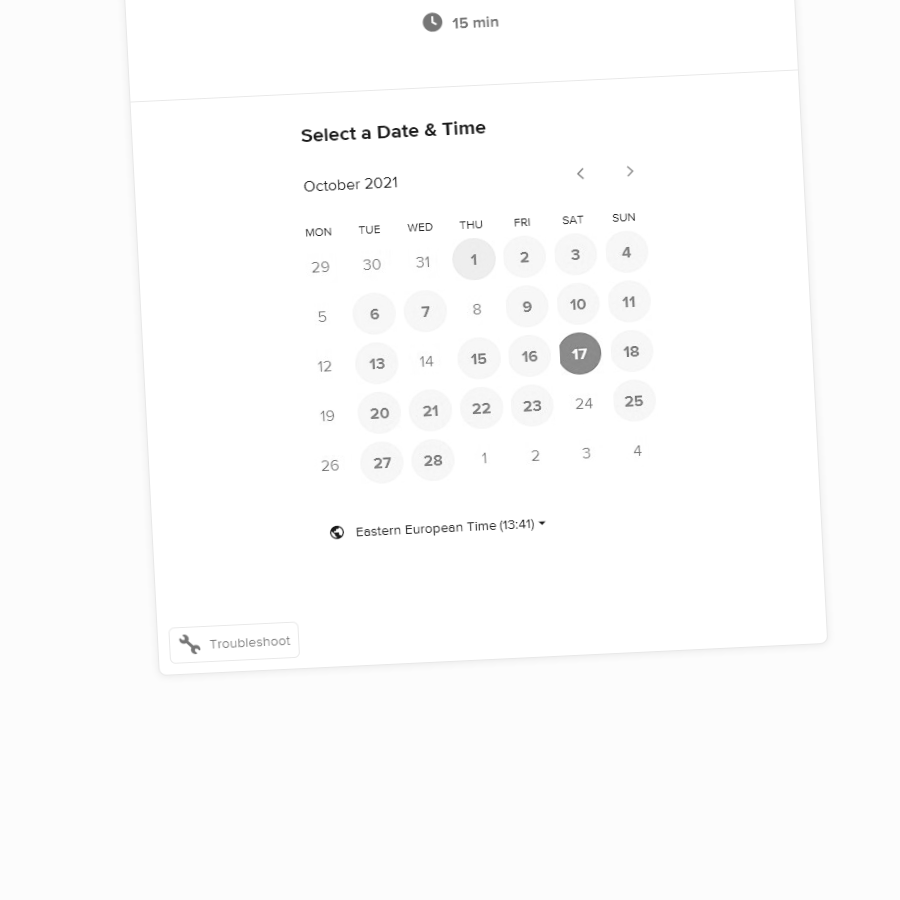 15 min
Select a Date & Time
October 2021
MON TUE WED THU FRI SAT SUN
29 30 31 1 2 3 4
5 6 7 8 9 10 11
12 13 14 15 16 17 18
19 20 21 22 23 24 25
26 27 28 1 2 3 4
Eastern European Time (13:41)
Troubleshoot